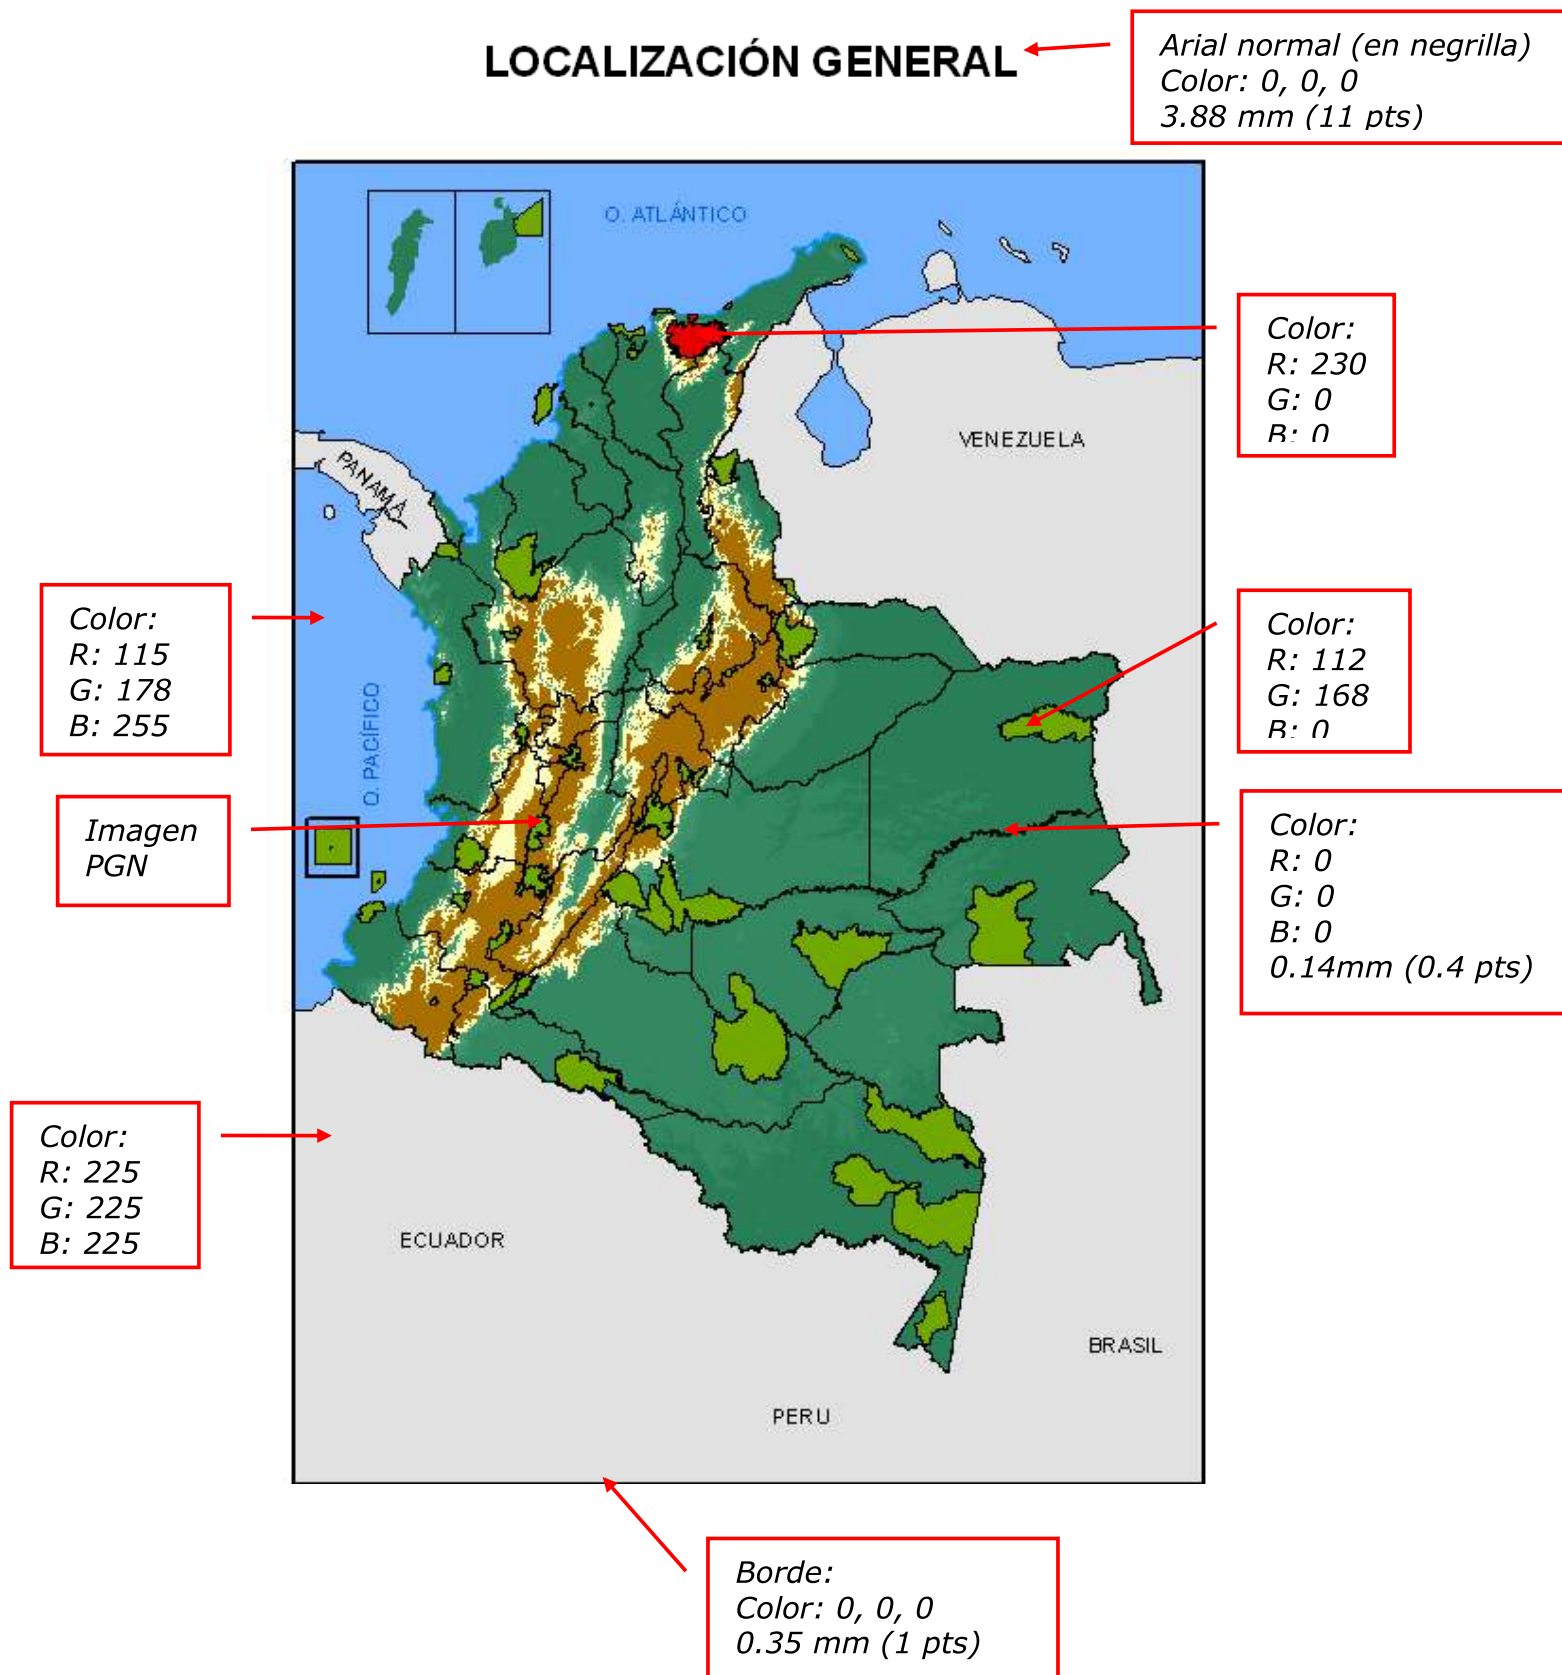 LOCALIZACIÓN GENERAL
Arial normal (en negrilla)
Color: 0, 0, 0
3.88 mm (11 pts)
O. ATLÁNTICO
Color:
R: 230
G: 0
B: 0
VENEZUELA
PANAMÁ
Color:
R: 115
G: 178
B: 255
Color:
R: 112
G: 168
B: 0
O. PACÍFICO
Imagen
PGN
Color:
R: 0
G: 0
B: 0
0.14mm (0.4 pts)
Color:
R: 225
G: 225
B: 225
ECUADOR
BRASIL
PERU
Borde:
Color: 0, 0, 0
0.35 mm (1 pts)